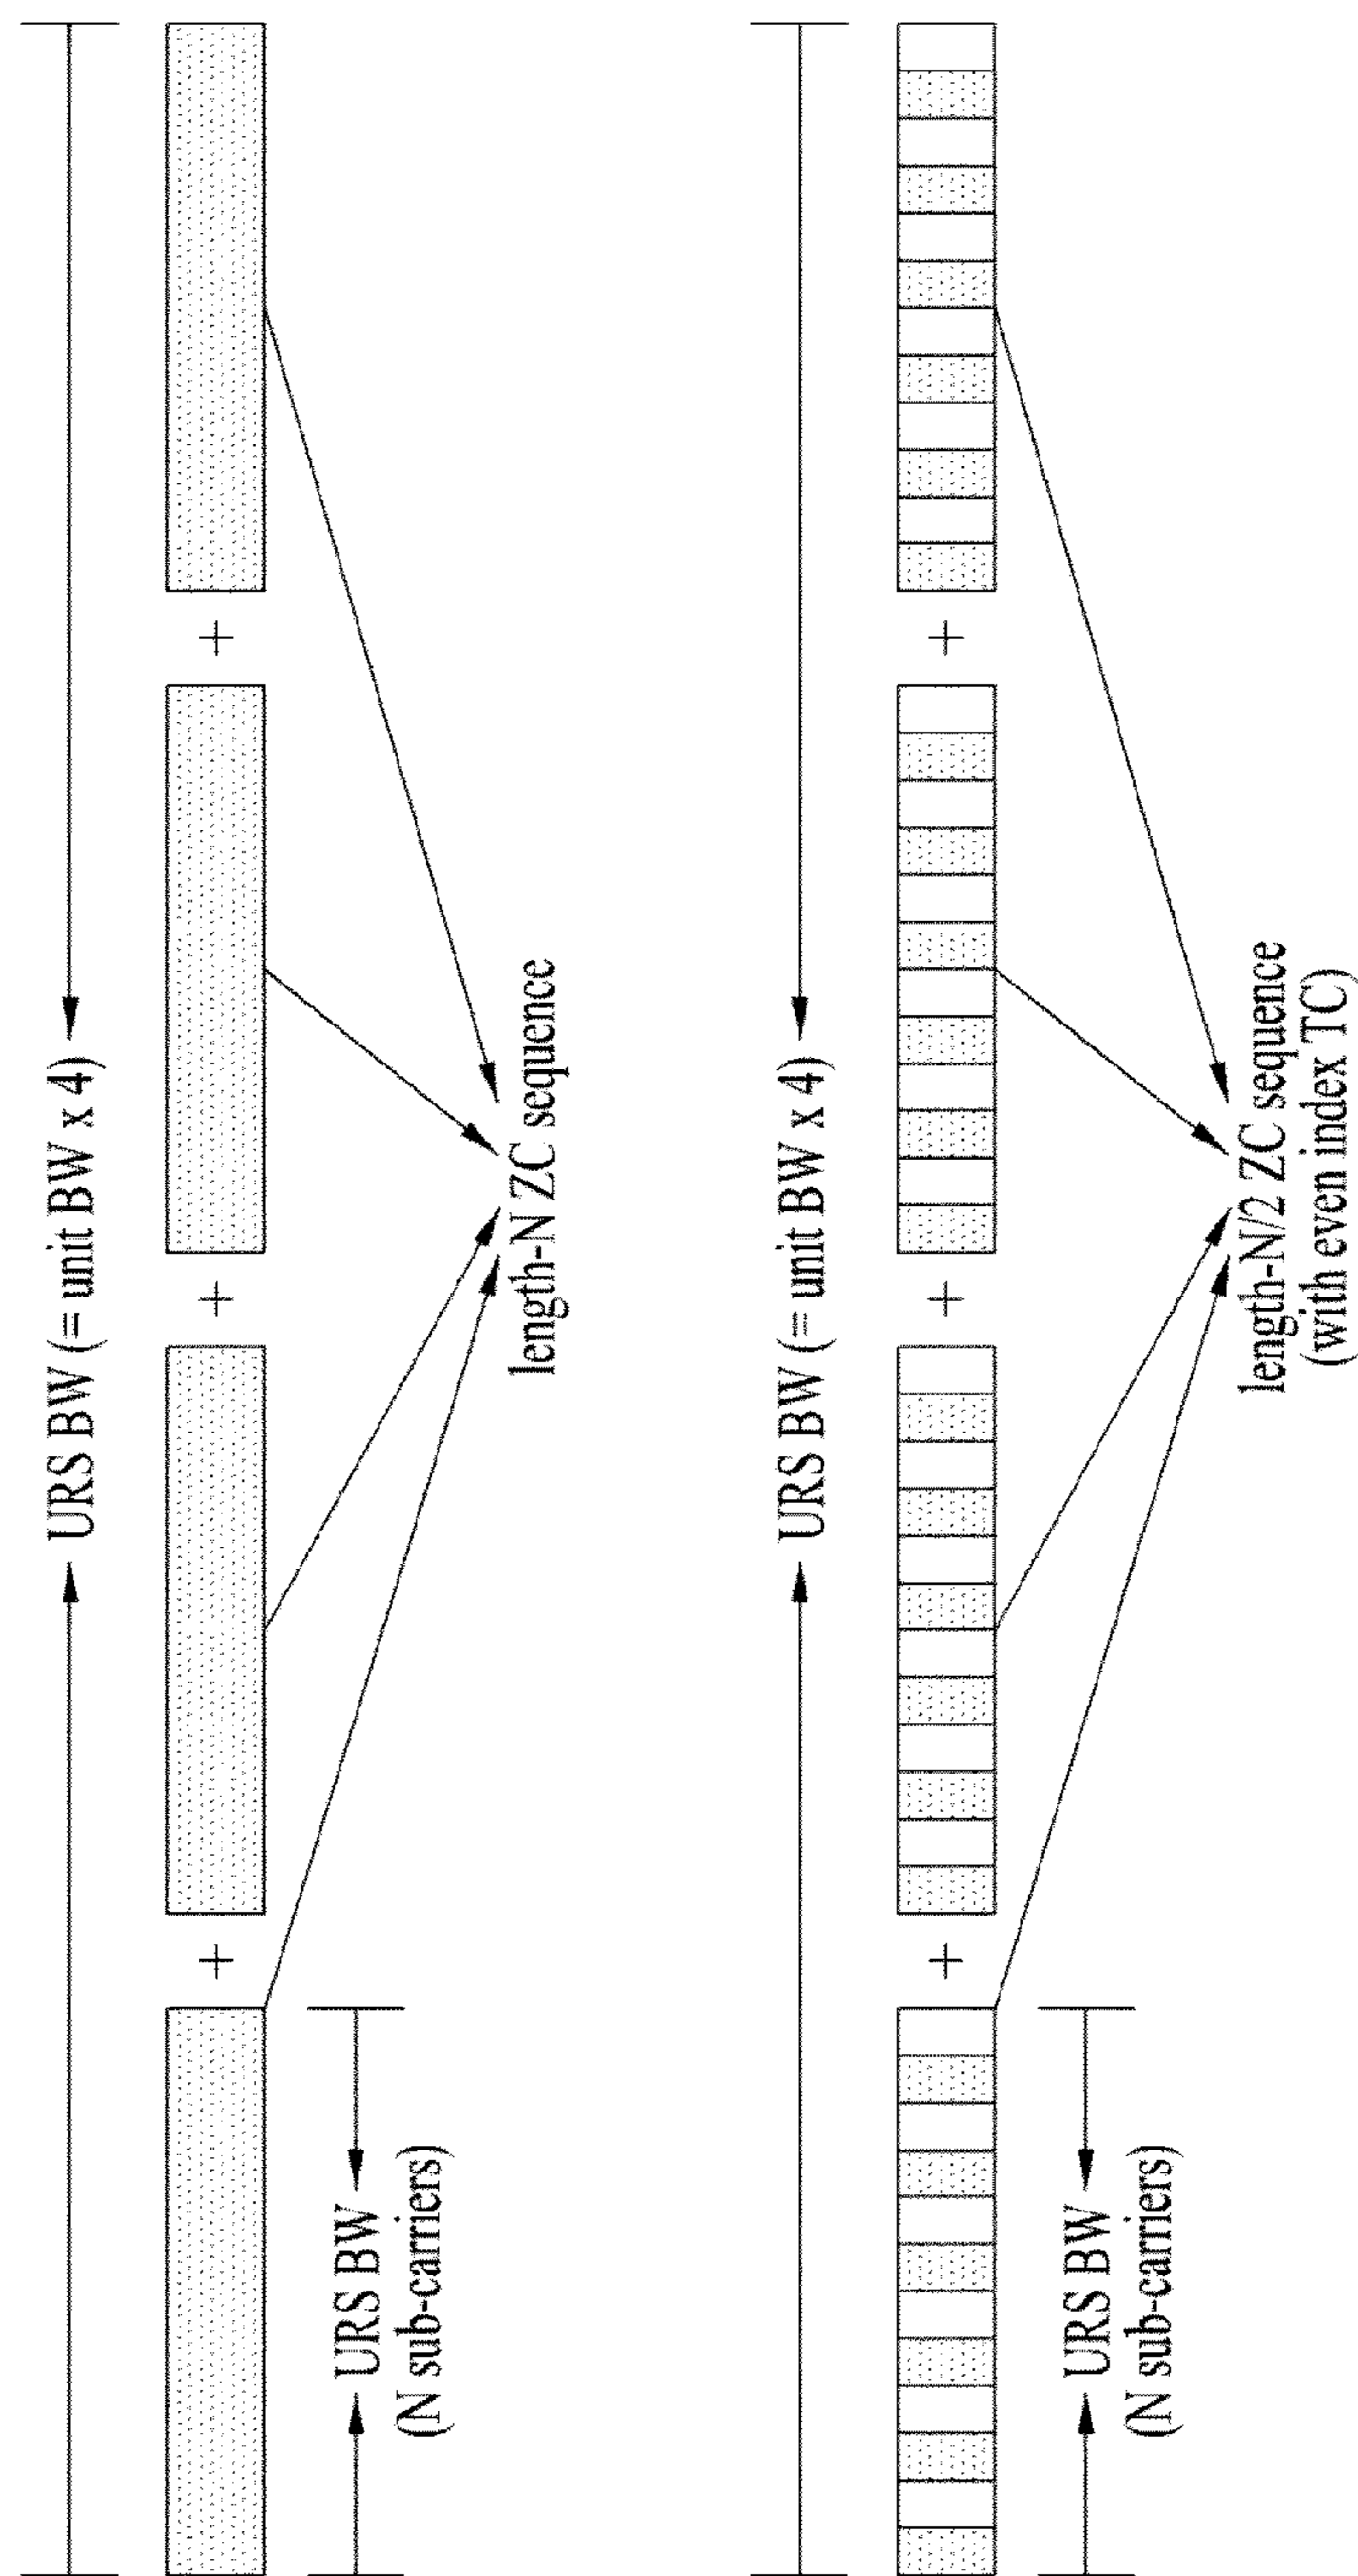 URS BW (= unit BW x 4)
+
+
+
URS BW
(N sub-carriers)
length-N ZC sequence
URS BW (= unit BW x 4)
+
+
+
URS BW
(N sub-carriers)
length-N/2 ZC sequence
(with even index TC)